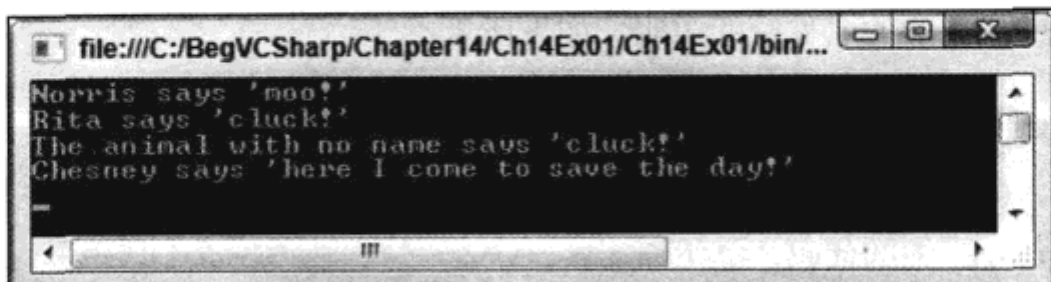 file:///C:/BegVCSharp/Chapter14/Ch14Ex01/Ch14Ex01/bin/...
Norris says 'moo!'
Rita says 'cluck!'
The animal with no name says 'cluck!'
Chesney says 'here I come to save the day!'